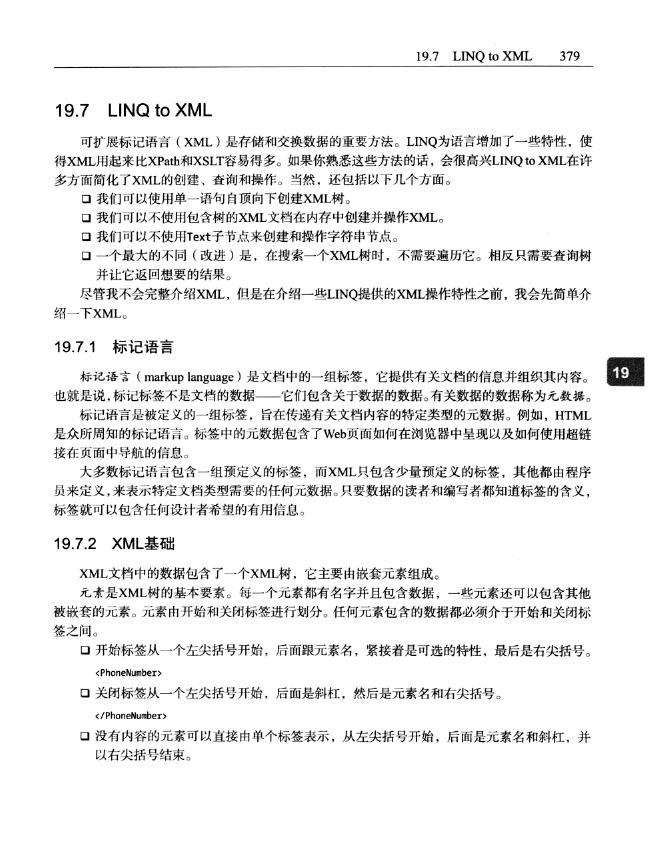 19.7 LINQ to XML 379
19.7 LINQ to XML
可扩展标记语言（XML）是存储和交换数据的重要方法。LINQ为语言增加了一些特性，使
得XML用起来比XPath和XSLT容易得多。如果你熟悉这些方法的话，会很高兴LINQ to XML在许
多方面简化了XML的创建、查询和操作。当然，还包括以下几个方面。
❑ 我们可以使用单一语句自顶向下创建XML树。
❑ 我们可以不使用包含树的XML文档在内存中创建并操作XML。
❑ 我们可以不使用Text子节点来创建和操作字符串节点。
❑ 一个最大的不同（改进）是，在搜索一个XML树时，不需要遍历它。相反只需要查询树
并让它返回想要的结果。
尽管我不会完整介绍XML，但是在介绍一些LINQ提供的XML操作特性之前，我会先简单介
绍一下XML。
19.7.1 标记语言
标记语言（markup language）是文档中的一组标签，它提供有关文档的信息并组织其内容。
19
也就是说，标记标签不是文档的数据——它们包含关于数据的数据。有关数据的数据称为元数据。
标记语言是被定义的一组标签，旨在传递有关文档内容的特定类型的元数据。例如，HTML
是众所周知的标记语言。标签中的元数据包含了Web页面如何在浏览器中呈现以及如何使用超链
接在页面中导航的信息。
大多数标记语言包含一组预定义的标签，而XML只包含少量预定义的标签，其他都由程序
员来定义，来表示特定文档类型需要的任何元数据。只要数据的读者和编写者都知道标签的含义，
标签就可以包含任何设计者希望的有用信息。
19.7.2 XML基础
XML文档中的数据包含了一个XML树，它主要由嵌套元素组成。
元素是XML树的基本要素。每一个元素都有名字并且包含数据，一些元素还可以包含其他
被嵌套的元素。元素由开始和关闭标签进行划分。任何元素包含的数据都必须介于开始和关闭标
签之间。
❑ 开始标签从一个左尖括号开始，后面跟元素名，紧接着是可选的特性，最后是右尖括号。
<PhoneNumber>
❑ 关闭标签从一个左尖括号开始，后面是斜杠，然后是元素名和右尖括号。
</PhoneNumber>
❑ 没有内容的元素可以直接由单个标签表示，从左尖括号开始，后面是元素名和斜杠，并
以右尖括号结束。